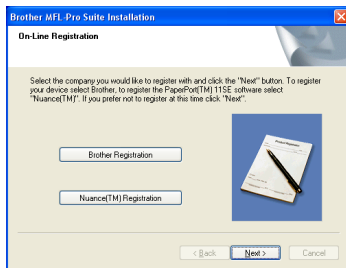 Brother MFL-Pro Suite Installation
On-Line Registration
Select the company you would like to register with and click the "Next" button. To register
your device select Brother, to register the PaperPort(TM) 11SE software select
"Nuance(TM)". If you prefer not to register at this time click "Next".
Brother Registration
Nuance(TM) Registration
< Back
Next >
Cancel